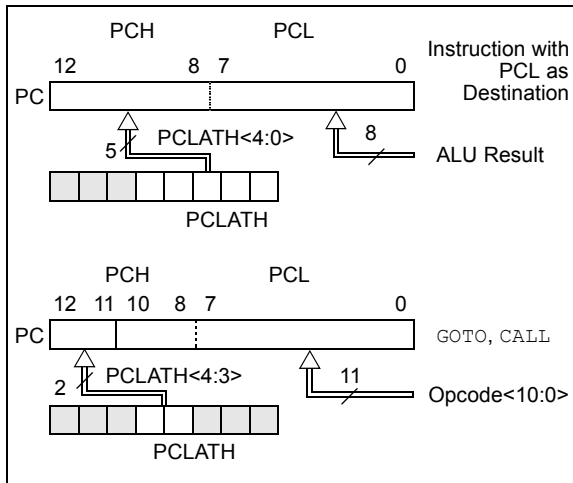 PCH PCL
12 8 7 0
Instruction with
PCL as
Destination
PC
PCLATH<4:0>
5
8
ALU Result
PCLATH
PCH PCL
12 11 10 8 7 0
PC
GOTO, CALL
PCLATH<4:3>
2
11
Opcode<10:0>
PCLATH